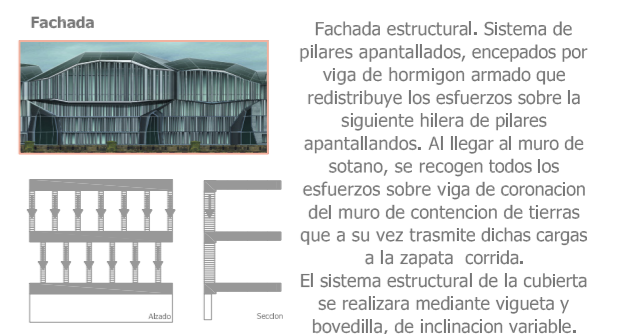 Fachada
Fachada estructural. Sistema de
pilares apantallados, encepados por
viga de hormigon armado que
redistribuye los esfuerzos sobre la
siguiente hilera de pilares
apantallandos. Al llegar al muro de
sotano, se recogen todos los
esfuerzos sobre viga de coronacion
del muro de contencion de tierras
que a su vez trasmite dichas cargas
a la zapata corrida.
El sistema estructural de la cubierta
se realizara mediante vigueta y
bovedilla, de inclinacion variable.
Alzado
Seccion